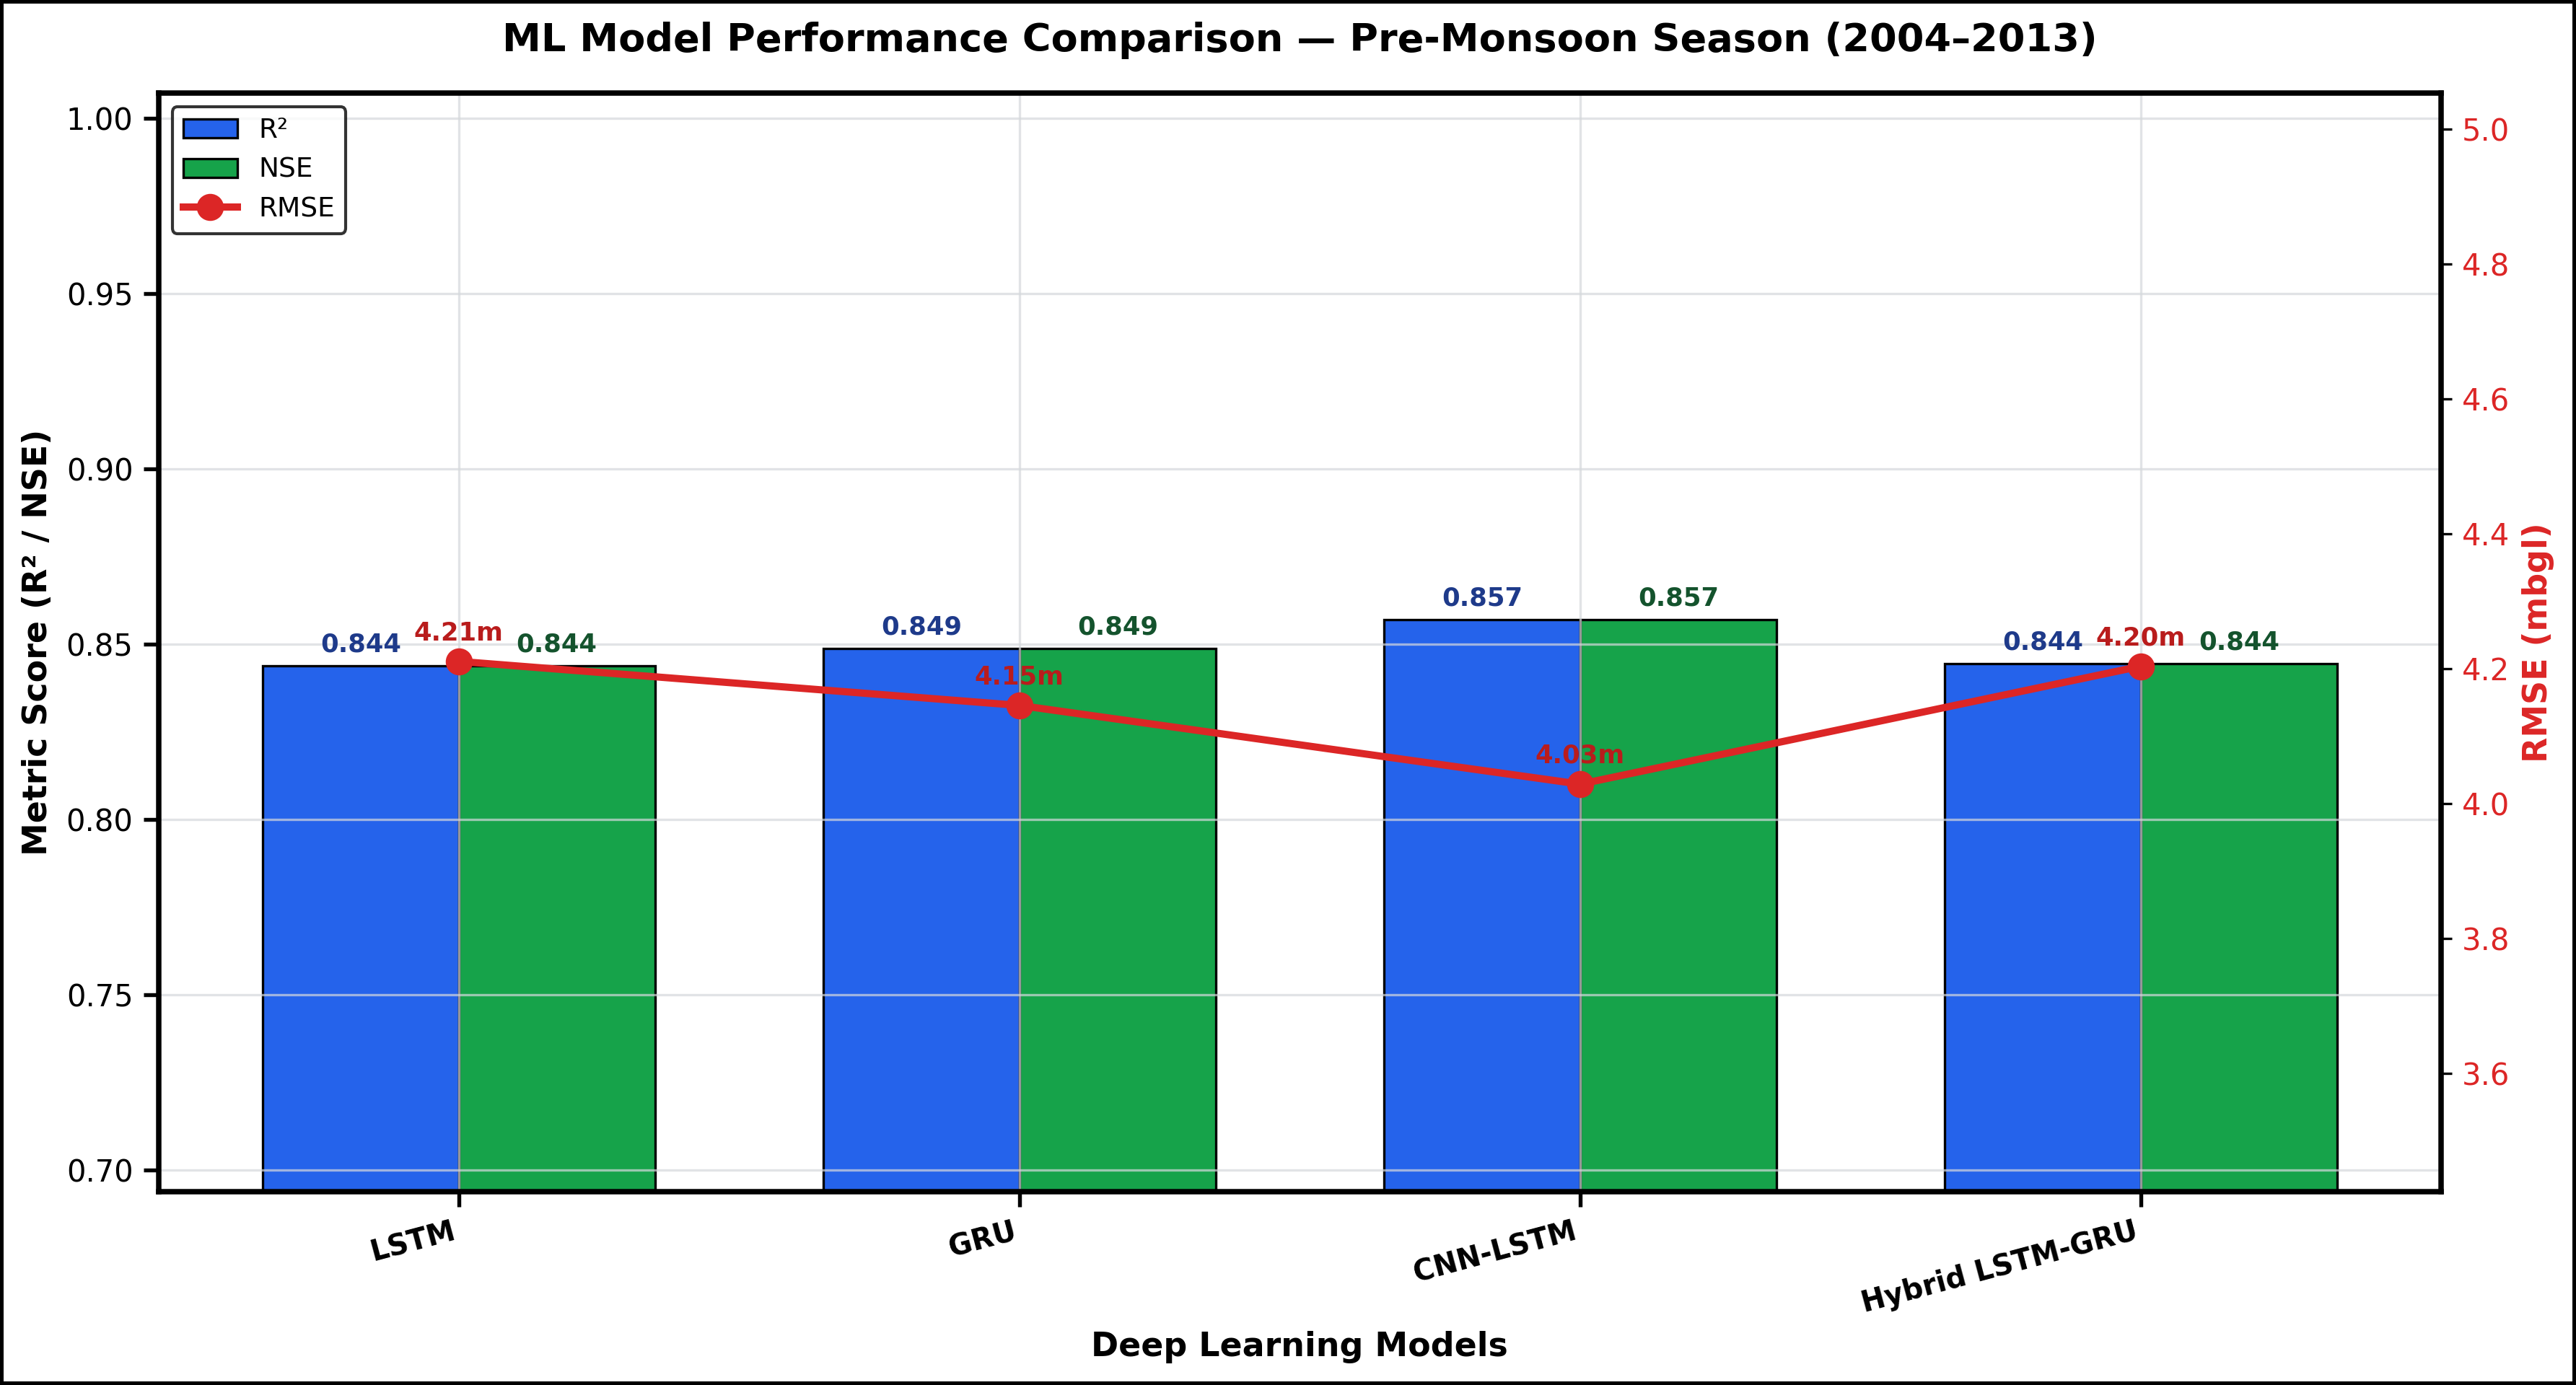 ML Model Performance Comparison — Pre-Monsoon Season (2004–2013)
R²
NSE
RMSE
Metric Score (R² / NSE)
1.00
0.95
0.90
0.85
0.80
0.75
0.70
0.844
4.21m
0.844
0.849
4.15m
0.849
0.857
4.03m
0.857
0.844
4.20m
0.844
5.0
4.8
4.6
4.4
4.2
4.0
3.8
3.6
RMSE (mbgl)
LSTM
GRU
CNN-LSTM
Hybrid LSTM-GRU
Deep Learning Models